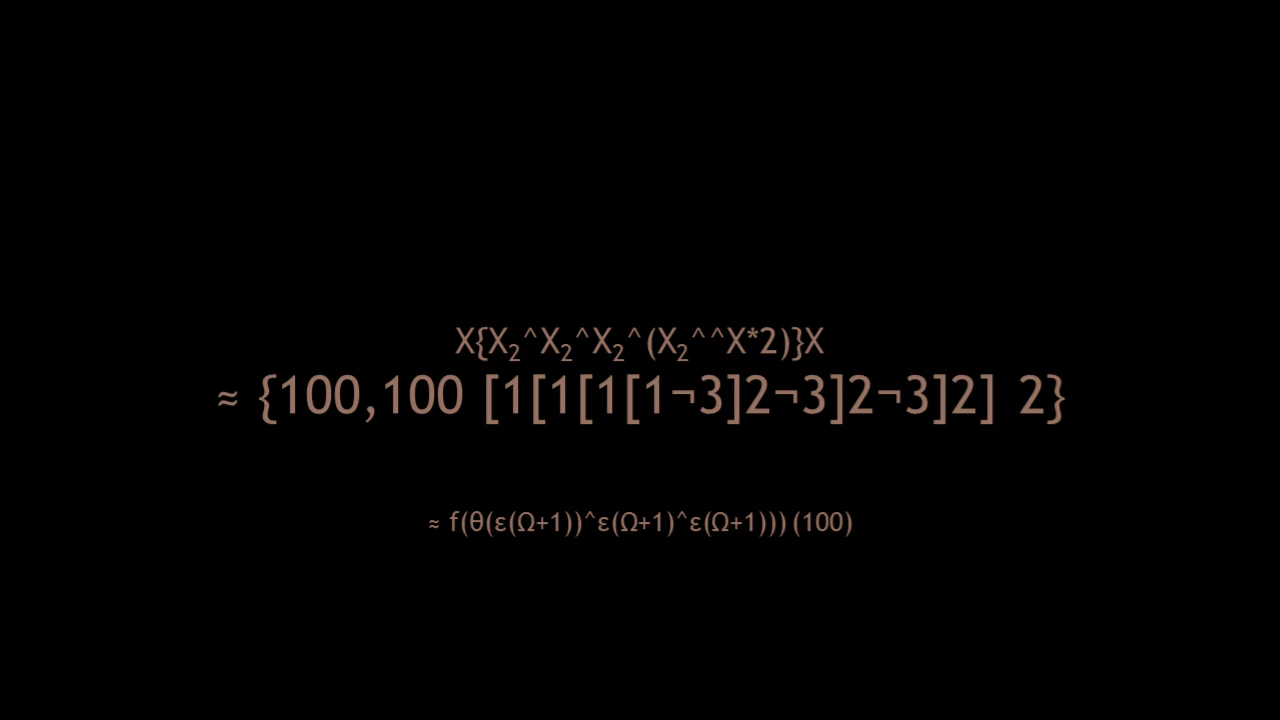 X{X₂^X₂^X₂^(X₂^^X*2)}X
≈ {100,100 [1[1[1[1¬3]2¬3]2¬3]2] 2}
≈ f(θ(ε(Ω+1))^ε(Ω+1)^ε(Ω+1))) (100)